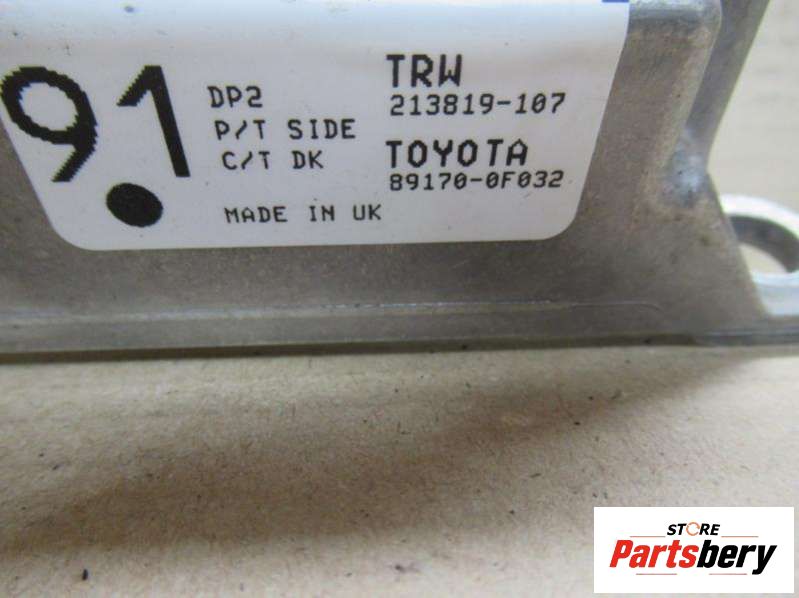 91
DP2
P/T SIDE
C/T DK
MADE IN UK
TRW
213819-107
TOYOTA
89170-0F032
STORE
Partsbery